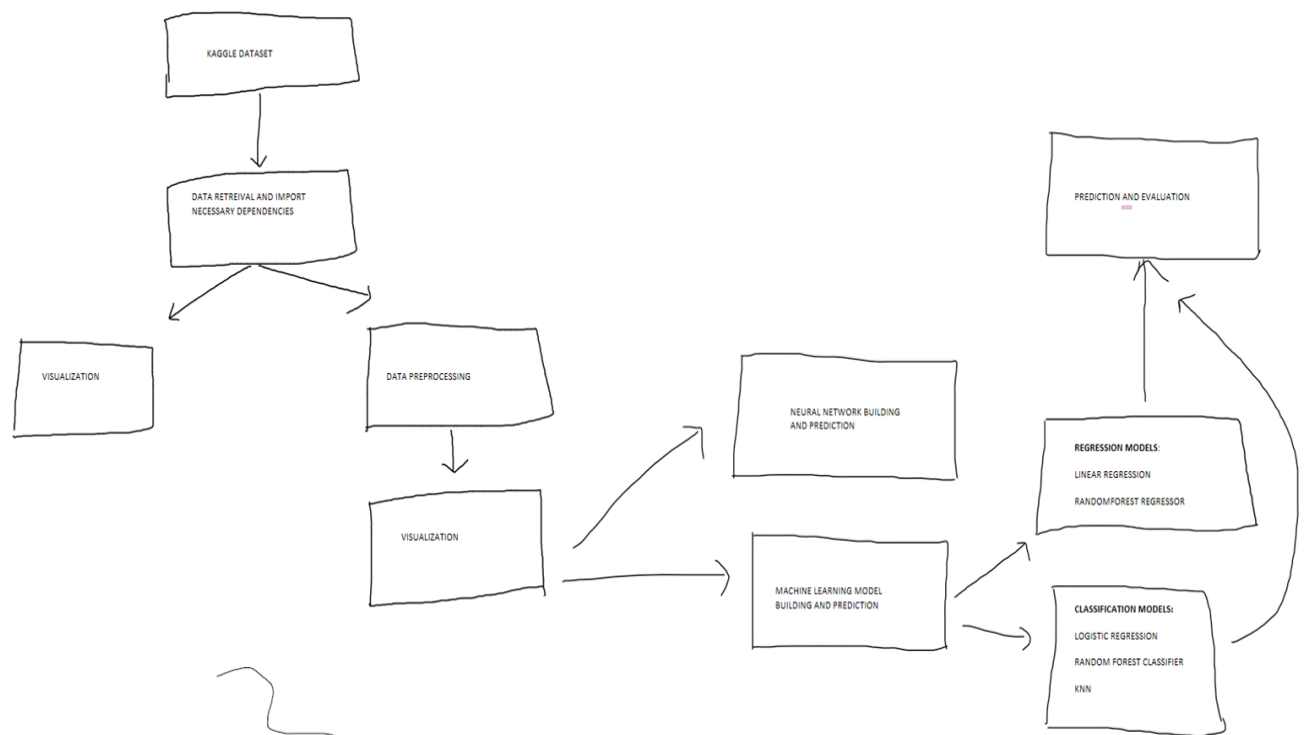 KAGGLE DATASET
DATA RETREIVAL AND IMPORT
NECESSARY DEPENDENCIES
VISUALIZATION
DATA PREPROCESSING
VISUALIZATION
NEURAL NETWORK BUILDING
AND PREDICTION
MACHINE LEARNING MODEL
BUILDING AND PREDICTION
REGRESSION MODELS:
LINEAR REGRESSION
RANDOMFOREST REGRESSOR
CLASSIFICATION MODELS:
LOGISTIC REGRESSION
RANDOM FOREST CLASSIFIER
KNN
PREDICTION AND EVALUATION